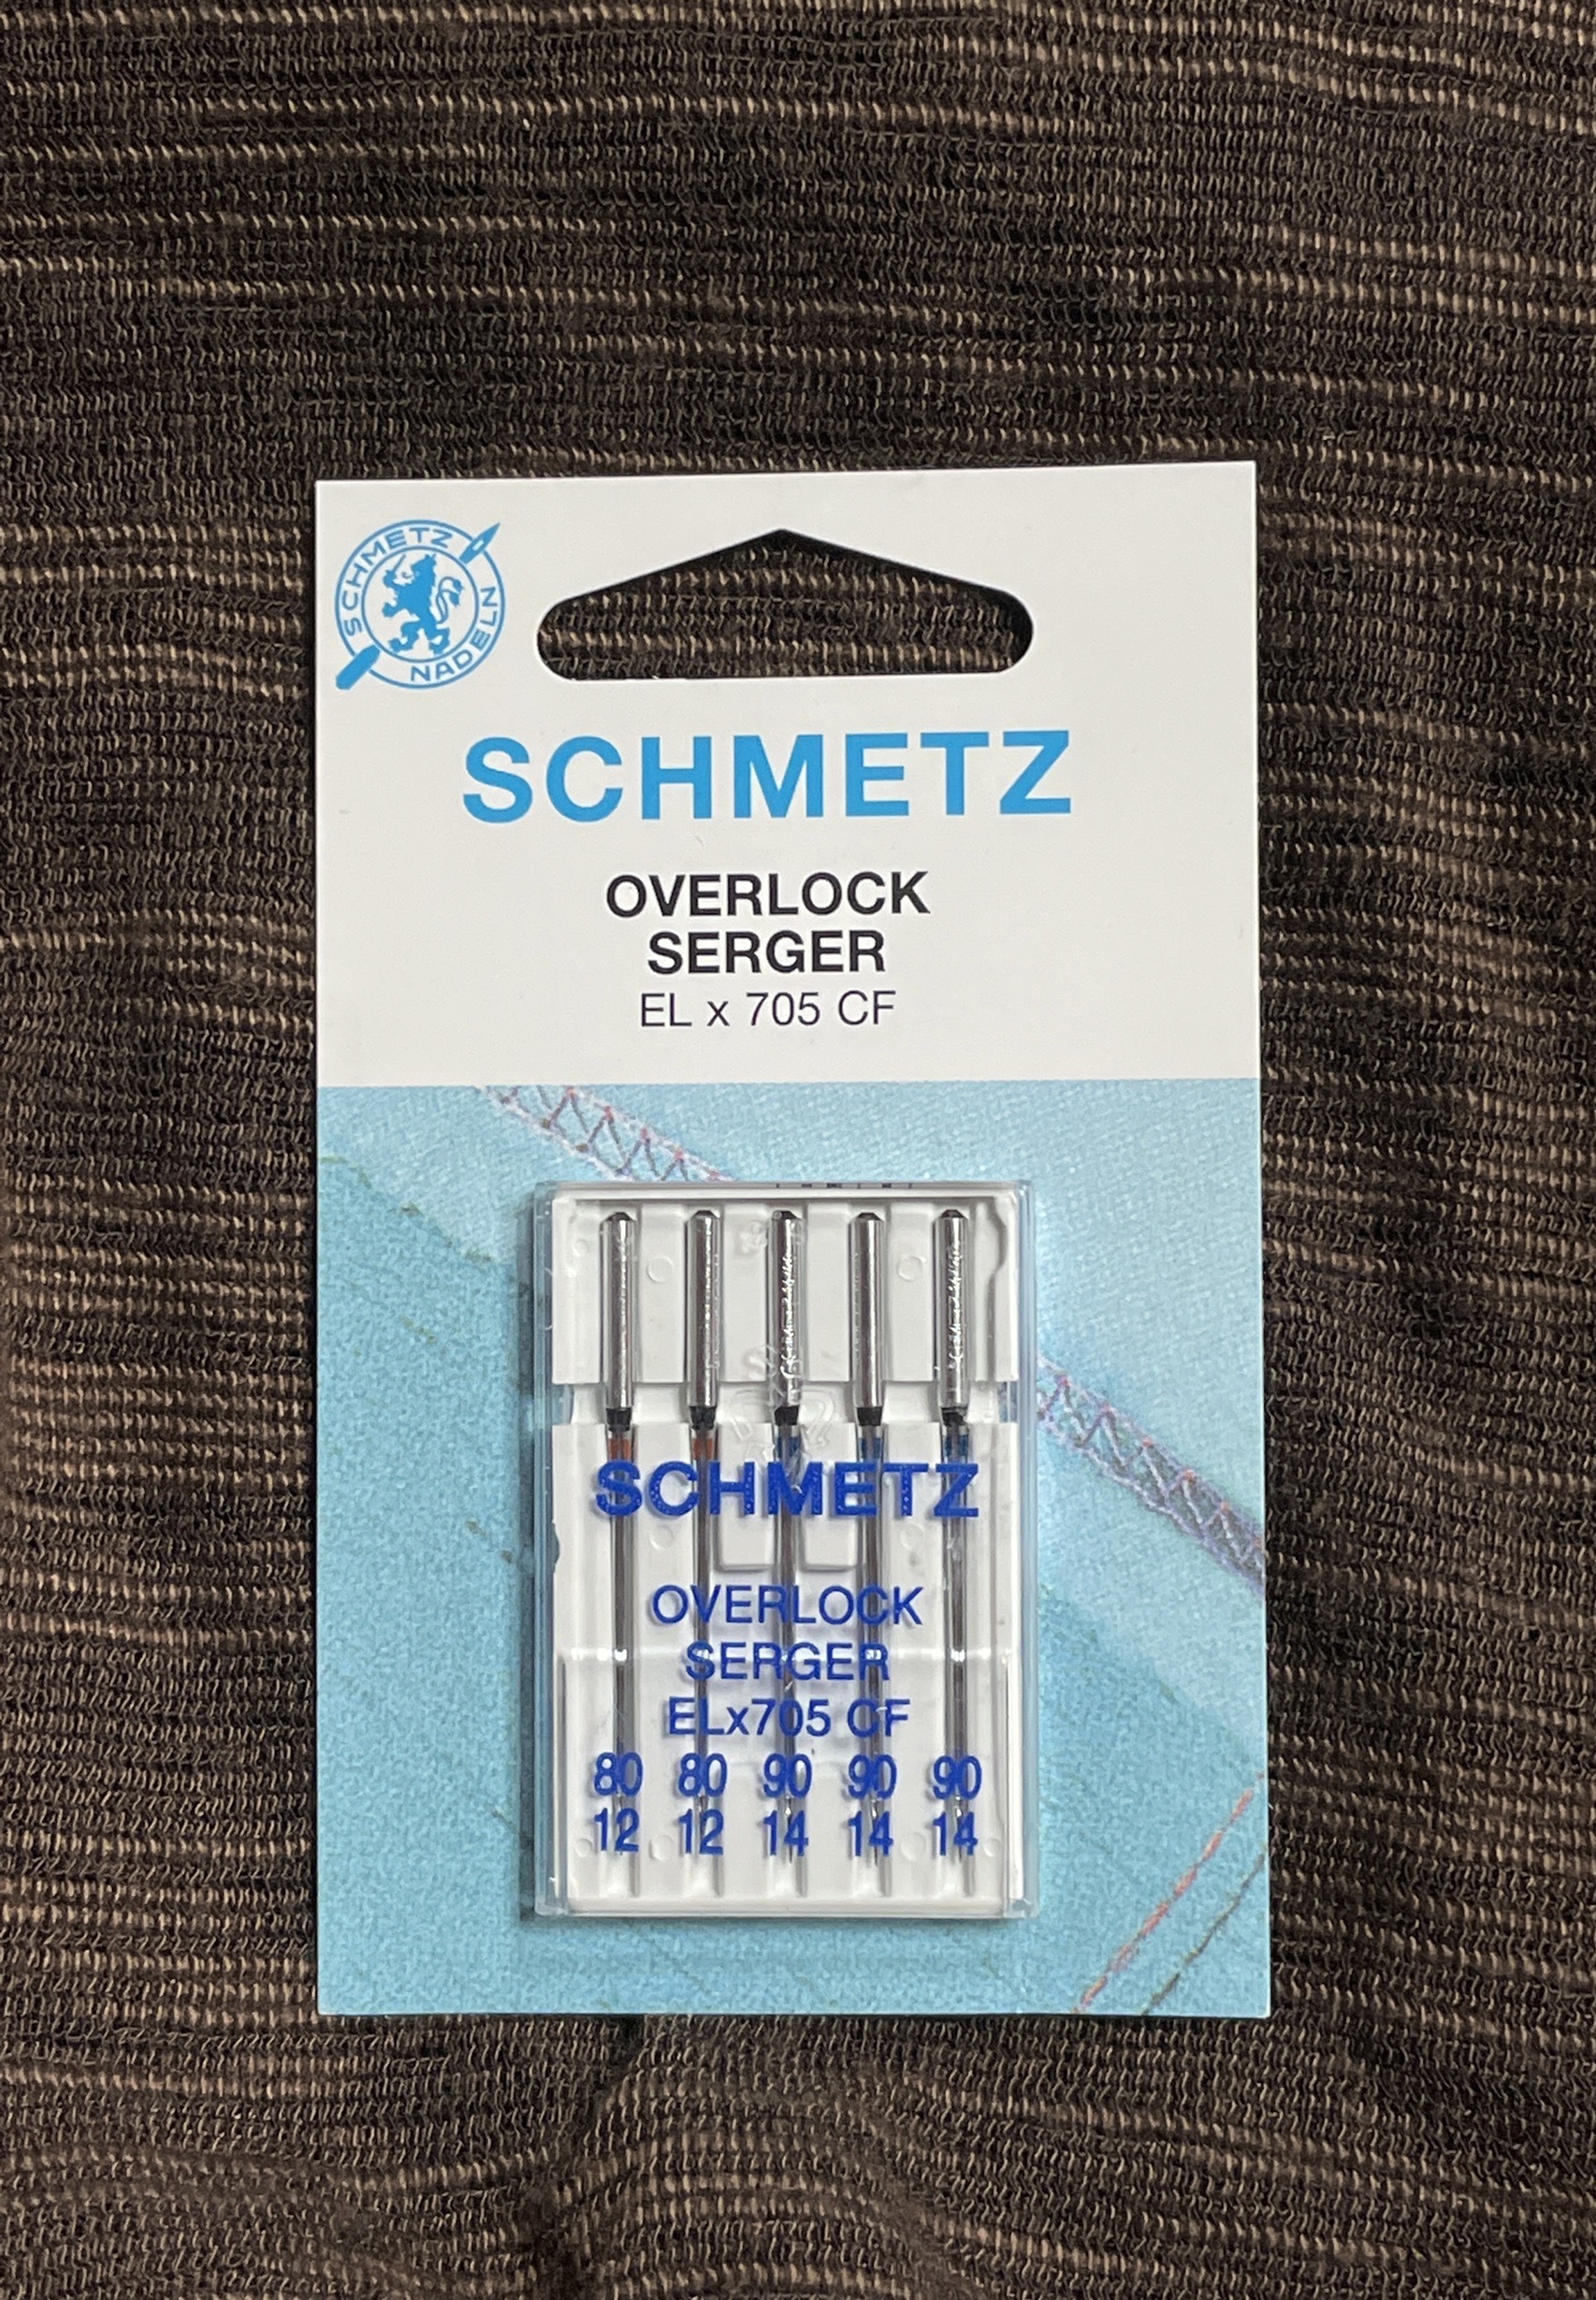 SCHMETZ
NADELN
SCHMETZ
OVERLOCK
SERGER
EL x 705 CF
SCHMETZ
OVERLOCK
SERGER
ELx705 CF
80 80 90 90 90
12 12 14 14 14